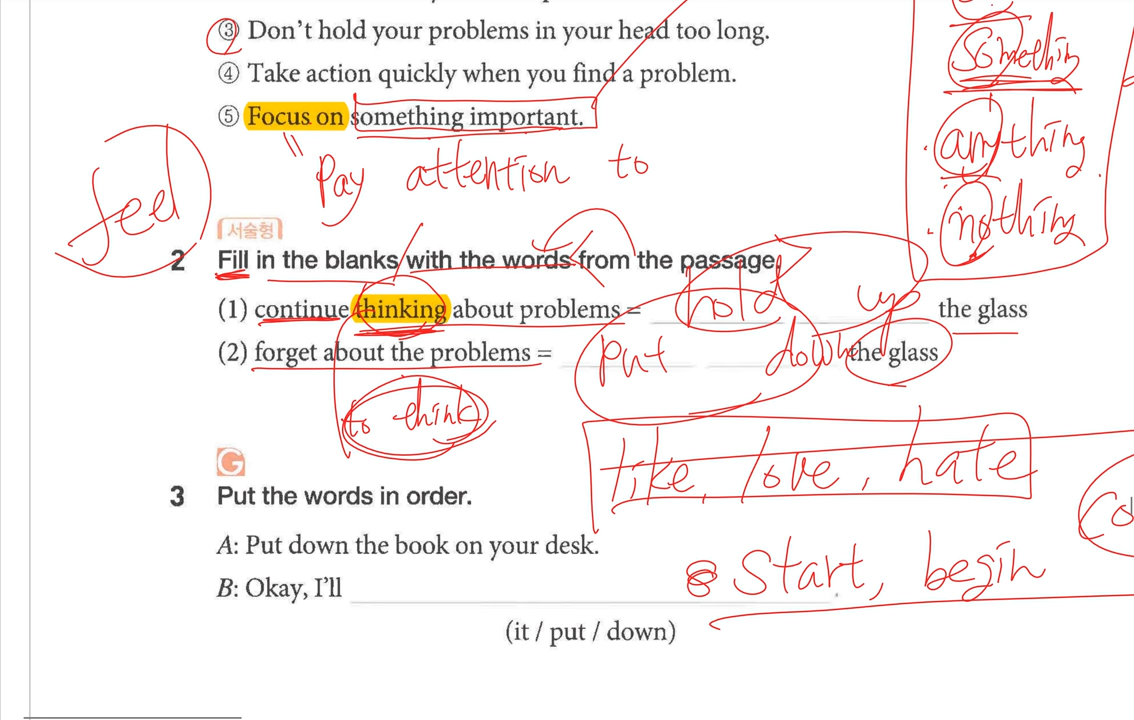 ③ Don't hold your problems in your head too long.
something
④ Take action quickly when you find a problem.
⑤ Focus on something important.
anything
" Pay attention to
feel
nothing
서술형
2 Fill in the blanks with the words from the passage.
(1) continue thinking about problems = hold up the glass
(2) forget about the problems = put down the glass
to think
like, love, hate
G
3 Put the words in order.
A: Put down the book on your desk.
start, begin
B: Okay, I'll
(it / put / down)